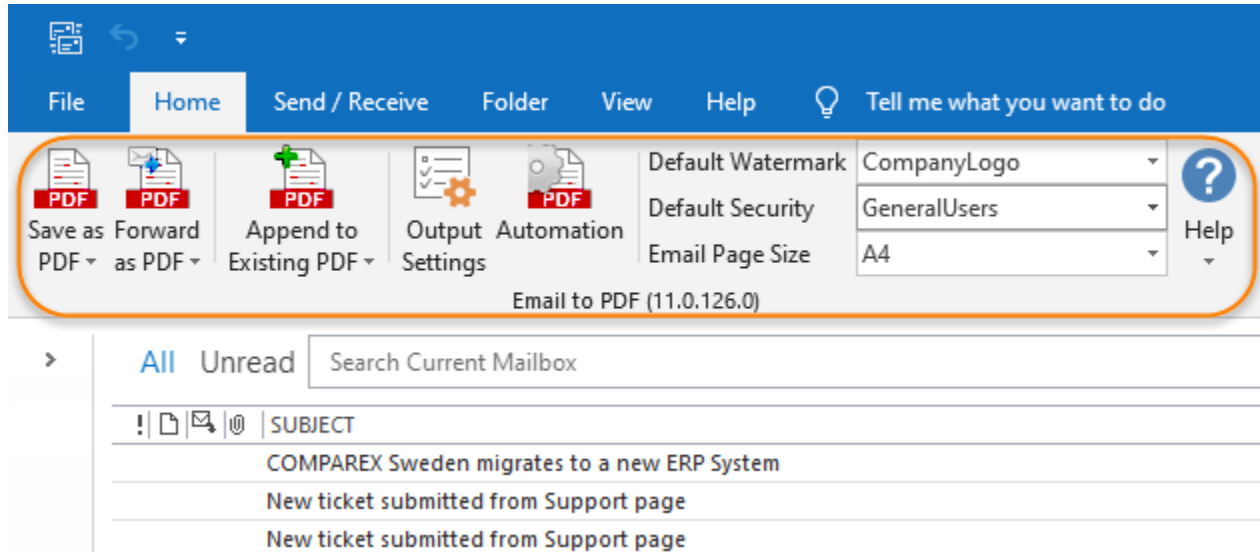 File Home Send / Receive Folder View Help Tell me what you want to do
PDF PDF PDF PDF Default Watermark CompanyLogo ?
Save as Forward Append to Output Automation Default Security GeneralUsers Help
PDF as PDF Existing PDF Settings Email Page Size A4
Email to PDF (11.0.126.0)
> All Unread Search Current Mailbox
! SUBJECT
COMPAREX Sweden migrates to a new ERP System
New ticket submitted from Support page
New ticket submitted from Support page